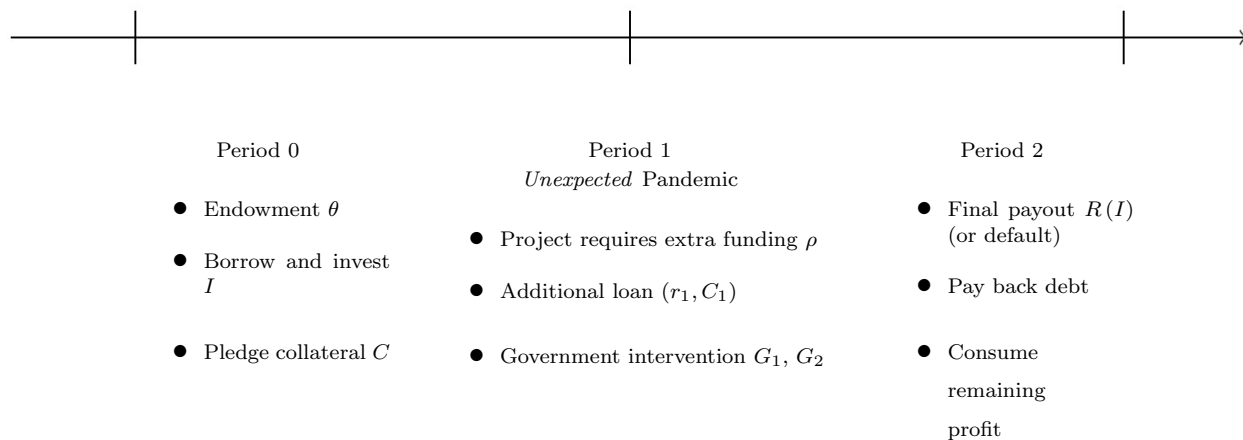 Period 0
● Endowment θ
● Borrow and invest
I
● Pledge collateral C
Period 1
Unexpected Pandemic
● Project requires extra funding ρ
● Additional loan (r₁, C₁)
● Government intervention G₁, G₂
Period 2
● Final payout R(I)
(or default)
● Pay back debt
● Consume
remaining
profit